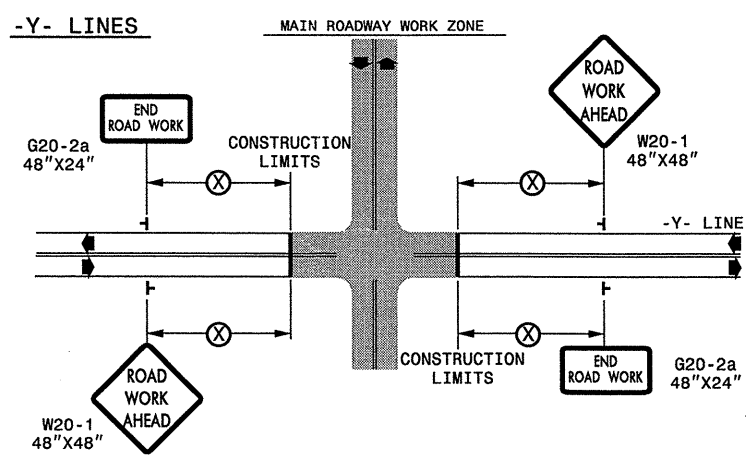 -Y- LINES
MAIN ROADWAY WORK ZONE
END
ROAD WORK
G20-2a
48"X24"
CONSTRUCTION
LIMITS
X
X
ROAD
WORK
AHEAD
W20-1
48"X48"
-Y- LINE
X
X
ROAD
WORK
AHEAD
W20-1
48"X48"
CONSTRUCTION
LIMITS
END
ROAD WORK
G20-2a
48"X24"